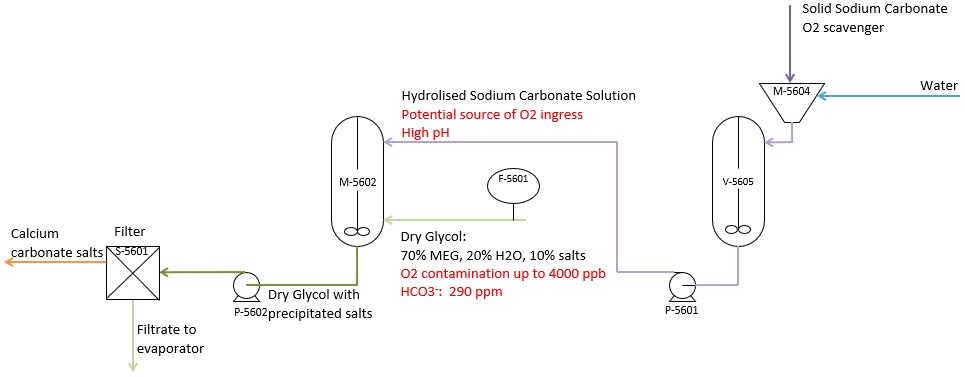 Solid Sodium Carbonate
O2 scavenger
M-5604
Water
Hydrolised Sodium Carbonate Solution
Potential source of O2 ingress
High pH
M-5602
F-5601
V-5605
Dry Glycol:
70% MEG, 20% H2O, 10% salts
O2 contamination up to 4000 ppb
HCO3-: 290 ppm
Calcium
carbonate salts
Filter
S-5601
P-5602
Dry Glycol with
precipitated salts
P-5601
Filtrate to
evaporator